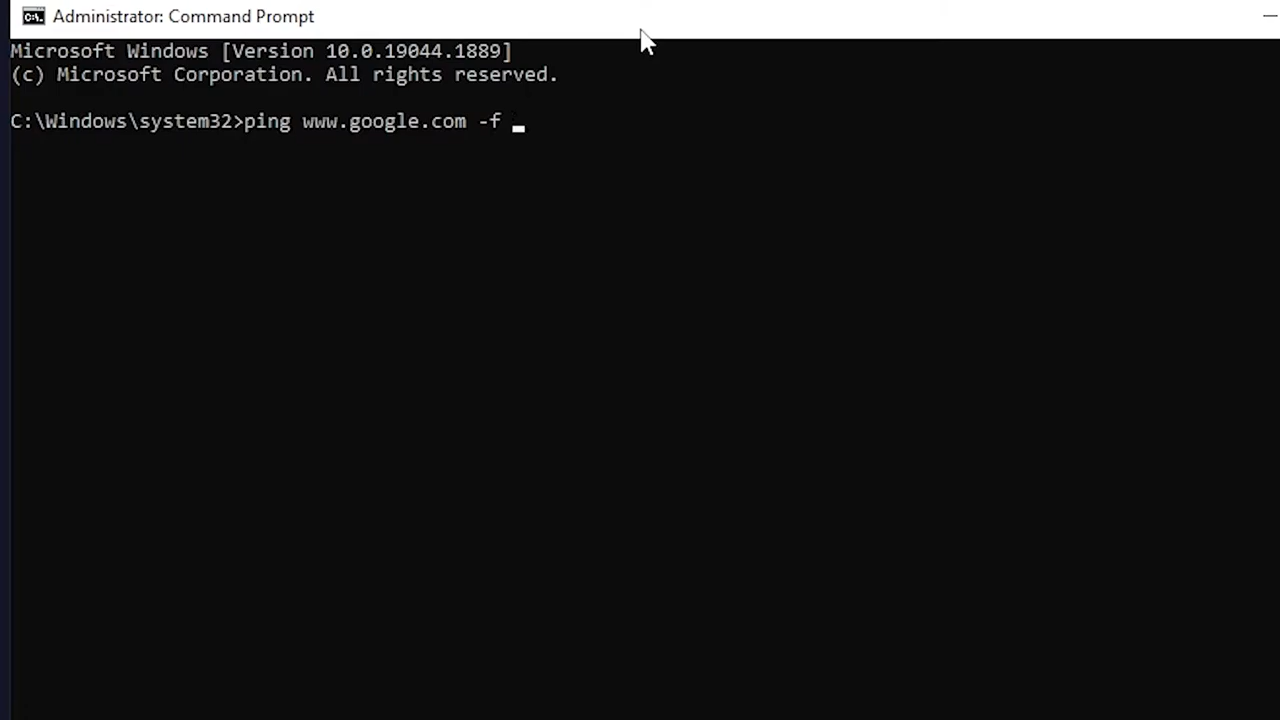 Administrator: Command Prompt
Microsoft Windows [Version 10.0.19044.1889]
(c) Microsoft Corporation. All rights reserved.
C:\Windows\system32>ping www.google.com -f